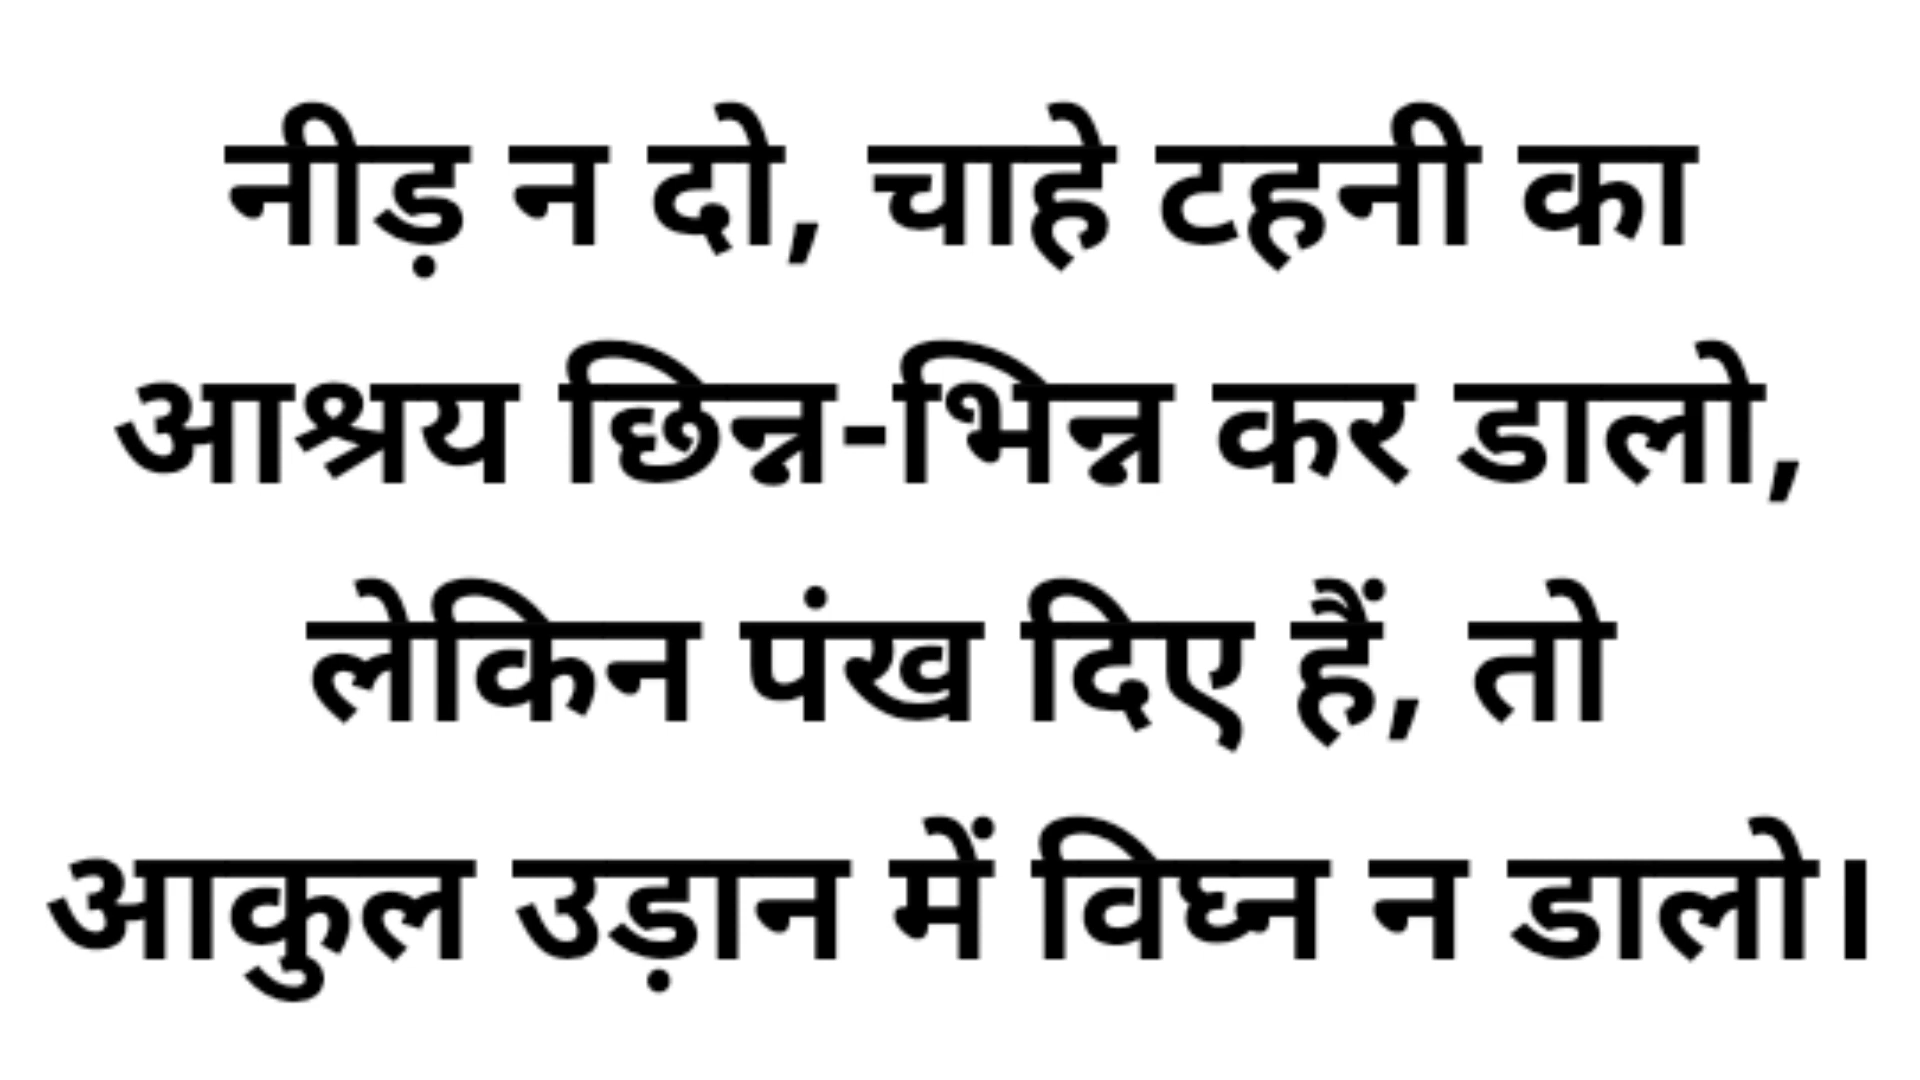 नीड़ न दो, चाहे टहनी का
आश्रय छिन्न-भिन्न कर डालो,
लेकिन पंख दिए हैं, तो
आकुल उड़ान में विघ्न न डालो।